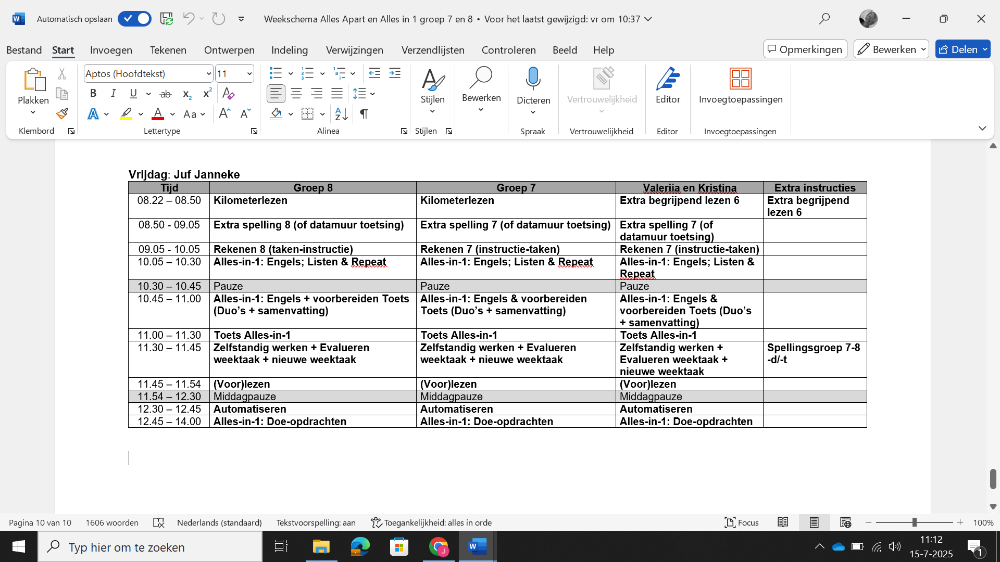 Automatisch opslaan
Weekschema Alles Apart en Alles in 1 groep 7 en 8 • Voor het laatst gewijzigd: vr om 10:37
Bestand Start Invoegen Tekenen Ontwerpen Indeling Verwijzingen Verzendlijsten Controleren Beeld Help Opmerkingen Bewerken Delen
Plakken
Klembord
Aptos (Hoofdtekst) 11
Lettertype
Alinea
Stijlen
Stijlen
Bewerken
Dicteren
Spraak
Vertrouwelijkheid
Vertrouwelijkheid
Editor
Editor
Invoegtoepassingen
Invoegtoepassingen
Vrijdag: Juf Janneke
Tijd Groep 8 Groep 7 Valeriia en Kristina Extra instructies
08.22 – 08.50 Kilometerlezen Kilometerlezen Extra begrijpend lezen 6 Extra begrijpend
lezen 6
08.50 - 09.05 Extra spelling 8 (of datamuur toetsing) Extra spelling 7 (of datamuur toetsing) Extra spelling 7 (of
datamuur toetsing)
09.05 - 10.05 Rekenen 8 (taken-instructie) Rekenen 7 (instructie-taken) Rekenen 7 (instructie-taken)
10.05 – 10.30 Alles-in-1: Engels; Listen & Repeat Alles-in-1: Engels; Listen & Repeat Alles-in-1: Engels; Listen &
Repeat
10.30 – 10.45 Pauze Pauze Pauze
10.45 – 11.00 Alles-in-1: Engels + voorbereiden Toets Alles-in-1: Engels & voorbereiden Alles-in-1: Engels &
(Duo’s + samenvatting) Toets (Duo’s + samenvatting) voorbereiden Toets (Duo’s
+ samenvatting)
11.00 – 11.30 Toets Alles-in-1 Toets Alles-in-1 Toets Alles-in-1
11.30 – 11.45 Zelfstandig werken + Evalueren Zelfstandig werken + Evalueren Zelfstandig werken + Spellingsgroep 7-8
weektaak + nieuwe weektaak weektaak + nieuwe weektaak Evalueren weektaak + -d/-t
nieuwe weektaak
11.45 – 11.54 (Voor)lezen (Voor)lezen (Voor)lezen
11.54 – 12.30 Middagpauze Middagpauze Middagpauze
12.30 – 12.45 Automatiseren Automatiseren Automatiseren
12.45 – 14.00 Alles-in-1: Doe-opdrachten Alles-in-1: Doe-opdrachten Alles-in-1: Doe-opdrachten
Pagina 10 van 10 1606 woorden Nederlands (standaard) Tekstvoorspelling: aan Toegankelijkheid: alles in orde Focus 100%
Typ hier om te zoeken
11:12
15-7-2025
1